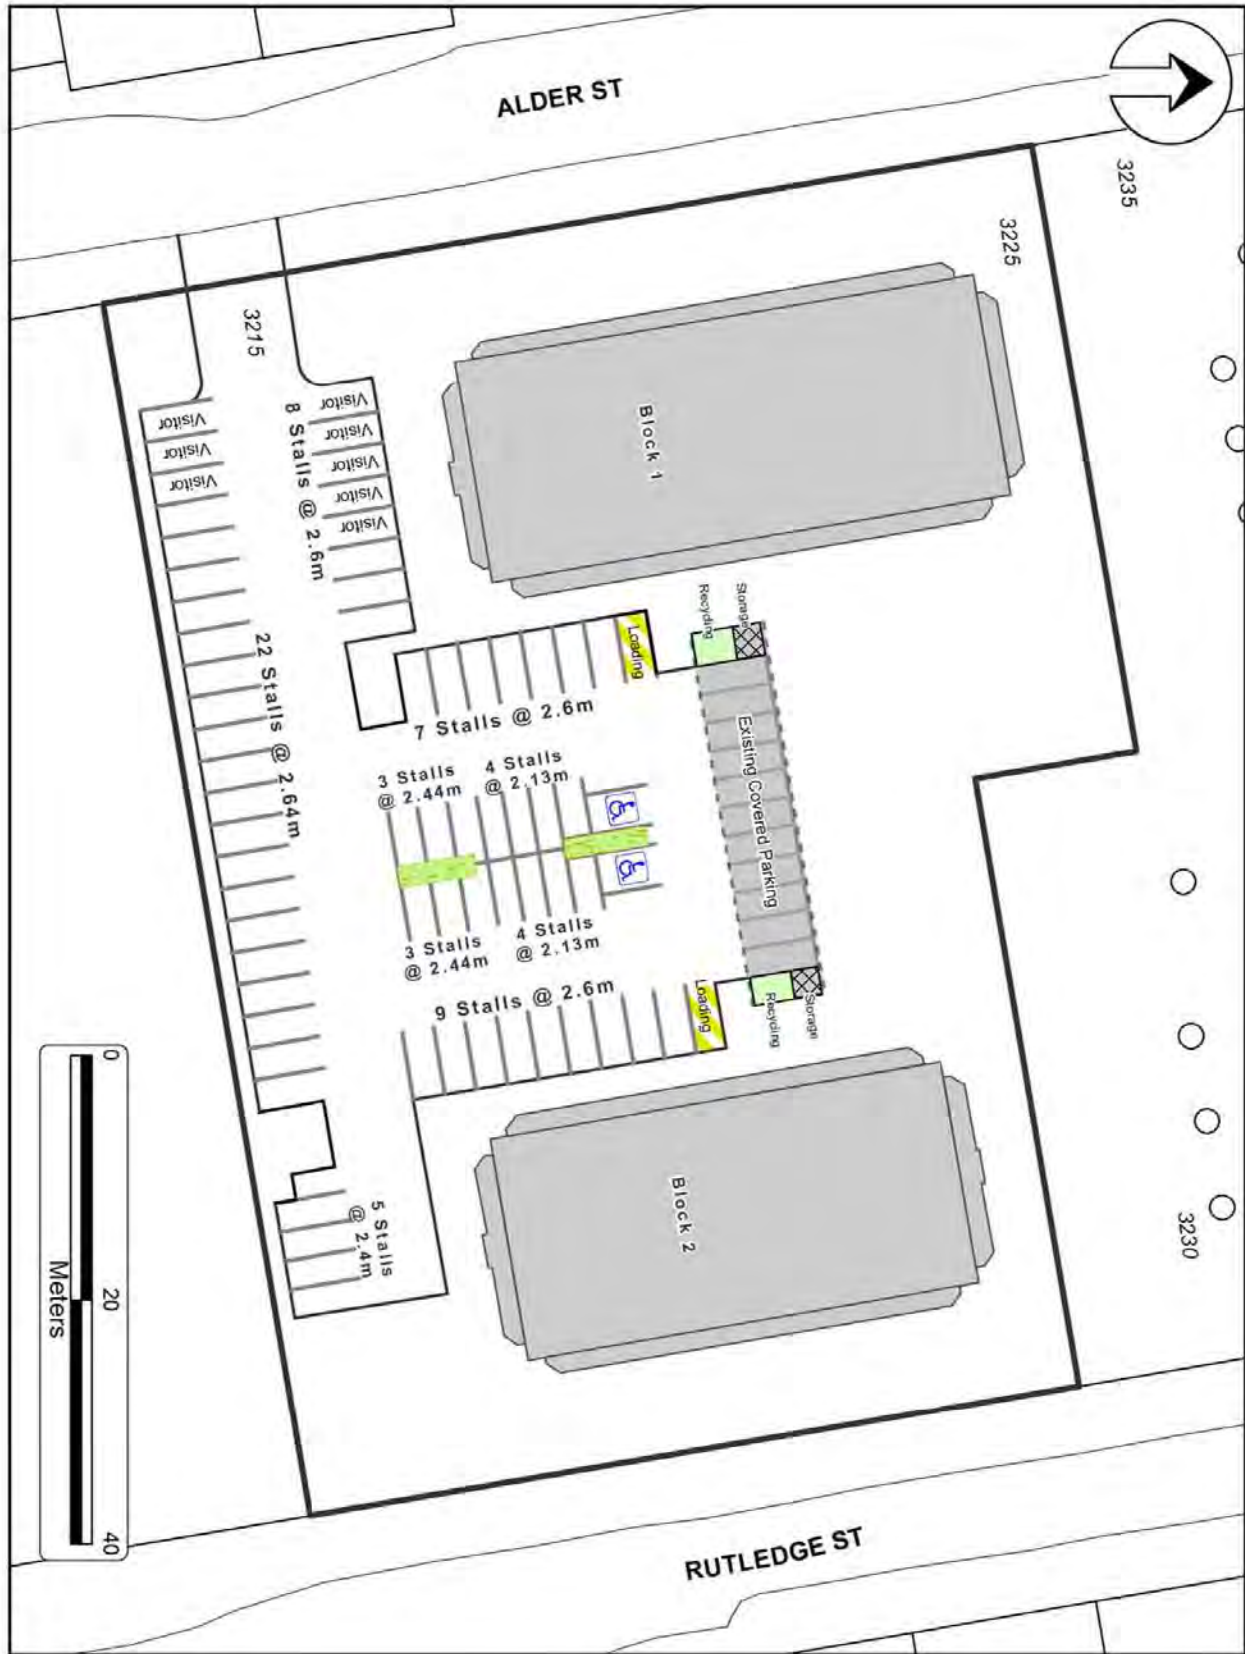 ALDER ST
3235
3225
3215
Visitor
Visitor
Visitor
Visitor
Visitor
Visitor
Visitor
Visitor
8 Stalls @ 2.6m
Block 1
Storage
Recycling
Loading
22 Stalls @ 2.64m
7 Stalls @ 2.6m
3 Stalls
@ 2.44m
4 Stalls
@ 2.13m
Existing Covered Parking
3 Stalls
@ 2.44m
4 Stalls
@ 2.13m
9 Stalls @ 2.6m
Loading
Recycling
Storage
Block 2
5 Stalls
@ 2.4m
3230
0
20
40
Meters
RUTLEDGE ST